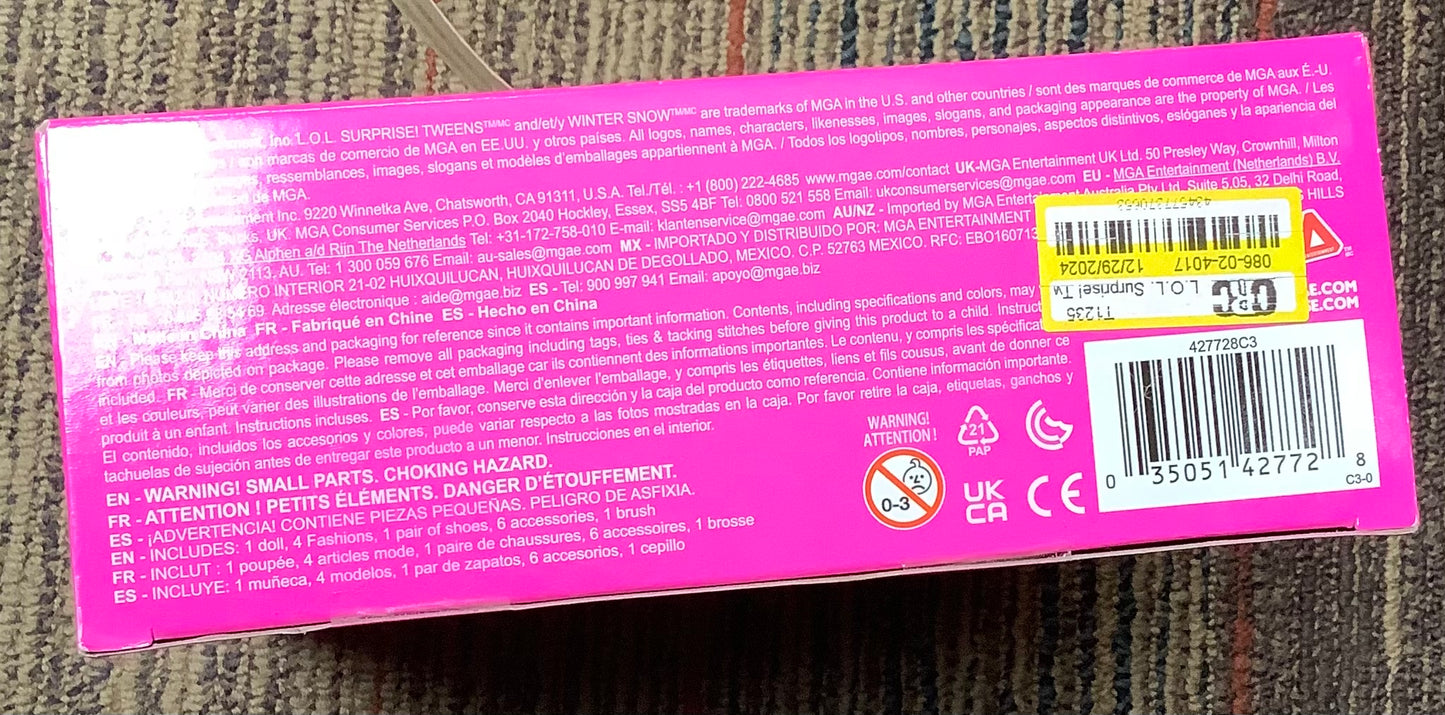 Inc. L.O.L. SURPRISE! TWEENS™/MC and/et/y WINTER SNOW™/MC are trademarks of MGA in the U.S. and other countries / sont des marques de commerce de MGA aux É.-U.
/ son marcas de comercio de MGA en EE.UU. y otros países. All logos, names, characters, likenesses, images, slogans, and packaging appearance are the property of MGA. / Les
ressemblances, images, slogans et modèles d'emballages appartiennent à MGA. / Todos los logotipos, nombres, personajes, aspectos distintivos, eslóganes y la apariencia del
de MGA.
Inc. 9220 Winnetka Ave, Chatsworth, CA 91311, U.S.A. Tel./Tél. : +1 (800) 222-4685 www.mgae.com/contact UK-MGA Entertainment UK Ltd. 50 Presley Way, Crownhill, Milton
Bucks, UK. MGA Consumer Services P.O. Box 2040 Hockley, Essex, SS5 4BF Tel: 0800 521 558 Email: ukconsumerservices@mgae.com EU - MGA Entertainment (Netherlands) B.V.
Alphen a/d Rijn The Netherlands Tel: +31-172-758-010 E-mail: klantenservice@mgae.com AU/NZ - Imported by MGA Australia Pty Ltd. Suite 5.05, 32 Delhi Road,
2113, AU. Tel: 1 300 059 676 Email: au-sales@mgae.com MX - IMPORTADO Y DISTRIBUIDO POR: MGA ENTERTAINMENT HILLS
NUMERO INTERIOR 21-02 HUIXQUILUCAN, HUIXQUILUCAN DE DEGOLLADO, MEXICO. C.P. 52763 MEXICO. RFC: EBO160713
54 69. Adresse électronique : aide@mgae.biz ES - Tel: 900 997 941 Email: apoyo@mgae.biz
Made in China FR - Fabriqué en Chine ES - Hecho en China
EN - Please keep this address and packaging for reference since it contains important information. Contents, including specifications and colors, may
from photos depicted on package. Please remove all packaging including tags, ties & tacking stitches before giving this product to a child.
included. FR - Merci de conserver cette adresse et cet emballage car ils contiennent des informations importantes. Le contenu, y compris les
et les couleurs, peut varier des illustrations de l'emballage. Merci d'enlever l'emballage, y compris les étiquettes, liens et fils cousus, avant de donner ce
produit à un enfant. Instructions incluses. ES - Por favor, conserve esta dirección y la caja del producto como referencia. Contiene información importante.
El contenido, incluidos los accesorios y colores, puede variar respecto a las fotos mostradas en la caja. Por favor retire la caja, etiquetas, ganchos y
tachuelas de sujeción antes de entregar este producto a un menor. Instrucciones en el interior.
EN - WARNING! SMALL PARTS. CHOKING HAZARD.
FR - ATTENTION ! PETITS ÉLÉMENTS. DANGER D'ÉTOUFFEMENT.
ES - ¡ADVERTENCIA! CONTIENE PIEZAS PEQUEÑAS. PELIGRO DE ASFIXIA.
EN - INCLUDES: 1 doll, 4 Fashions, 1 pair of shoes, 6 accessories, 1 brush
FR - INCLUT : 1 poupée, 4 articles mode, 1 paire de chaussures, 6 accessoires, 1 brosse
ES - INCLUYE: 1 muñeca, 4 modelos, 1 par de zapatos, 6 accesorios, 1 cepillo
WARNING!
ATTENTION !
0-3
21
PAP
UK
CA
CE
T1235
L.O.L. Surprise! Tw
086-02-4017 12/29/2024
434577370653
427728C3
0 35051 42772 8
C3-0